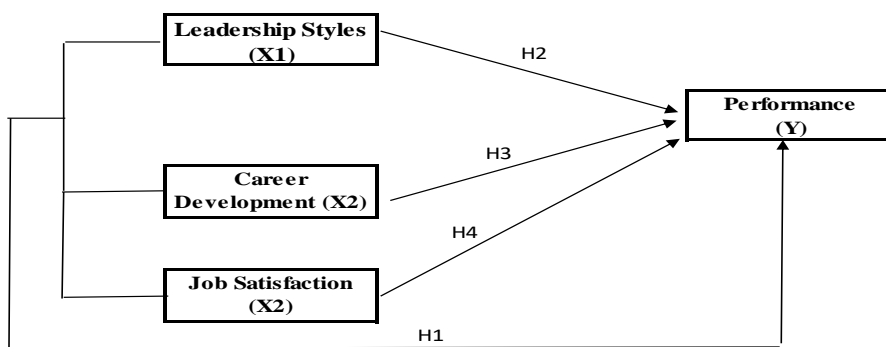 Leadership Styles
(X1)
H2
Performance
(Y)
H3
Career
Development (X2)
H4
Job Satisfaction
(X2)
H1